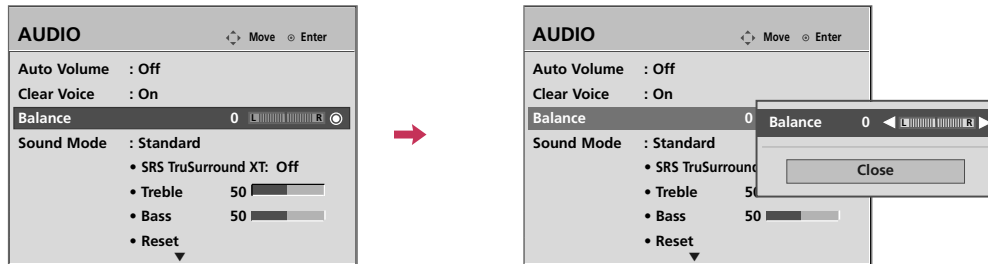 AUDIO Move Enter
Auto Volume : Off
Clear Voice : On
Balance 0 L R
Sound Mode : Standard
• SRS TruSurround XT: Off
• Treble 50
• Bass 50
• Reset
AUDIO Move Enter
Auto Volume : Off
Clear Voice : On
Balance 0
Sound Mode : Standard
• SRS TruSurround
• Treble 50
• Bass 50
• Reset
Balance 0 L R
Close